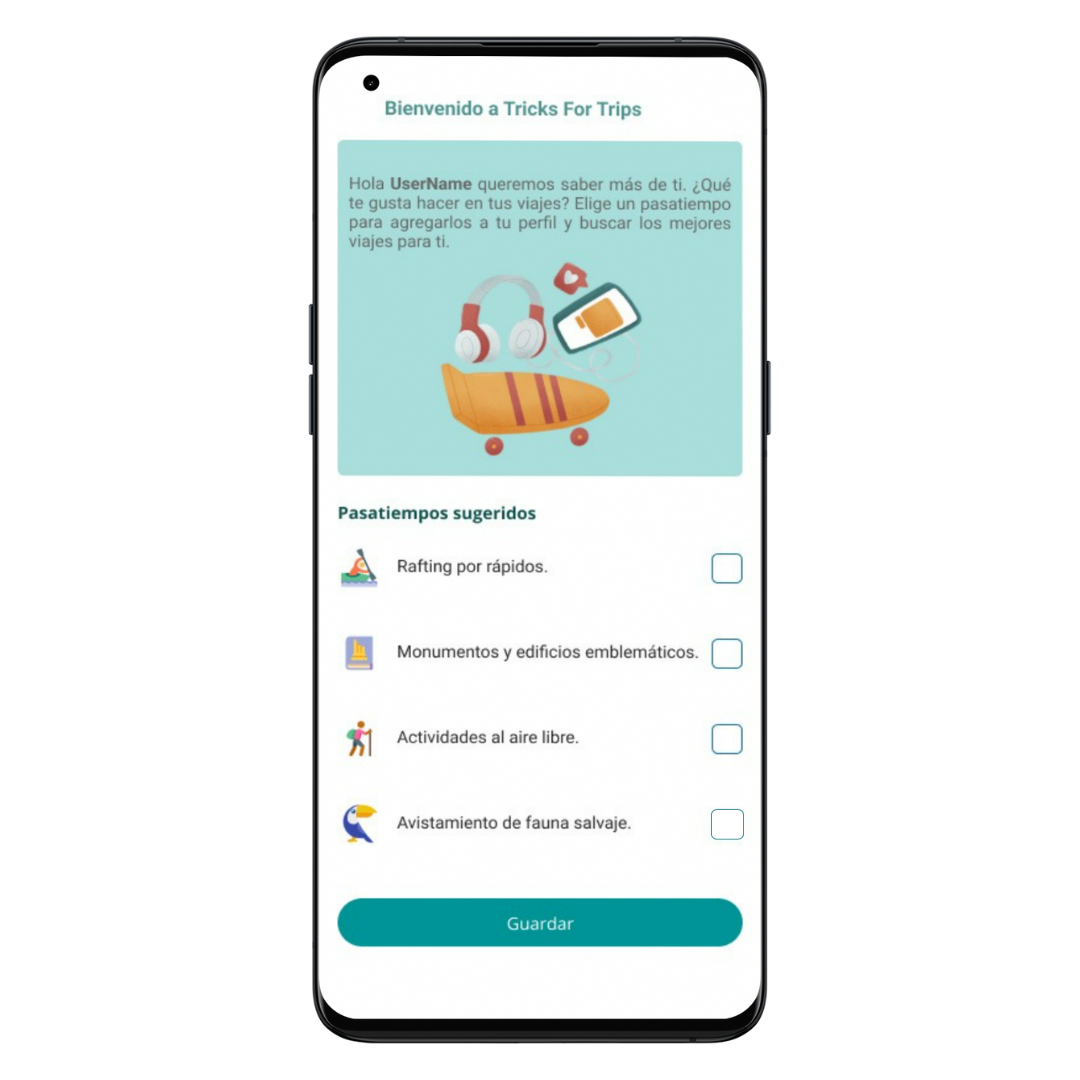 Bienvenido a Tricks For Trips
Hola UserName queremos saber más de ti. ¿Qué
te gusta hacer en tus viajes? Elige un pasatiempo
para agregarlos a tu perfil y buscar los mejores
viajes para ti.
Pasatiempos sugeridos
Rafting por rápidos.
Monumentos y edificios emblemáticos.
Actividades al aire libre.
Avistamiento de fauna salvaje.
Guardar